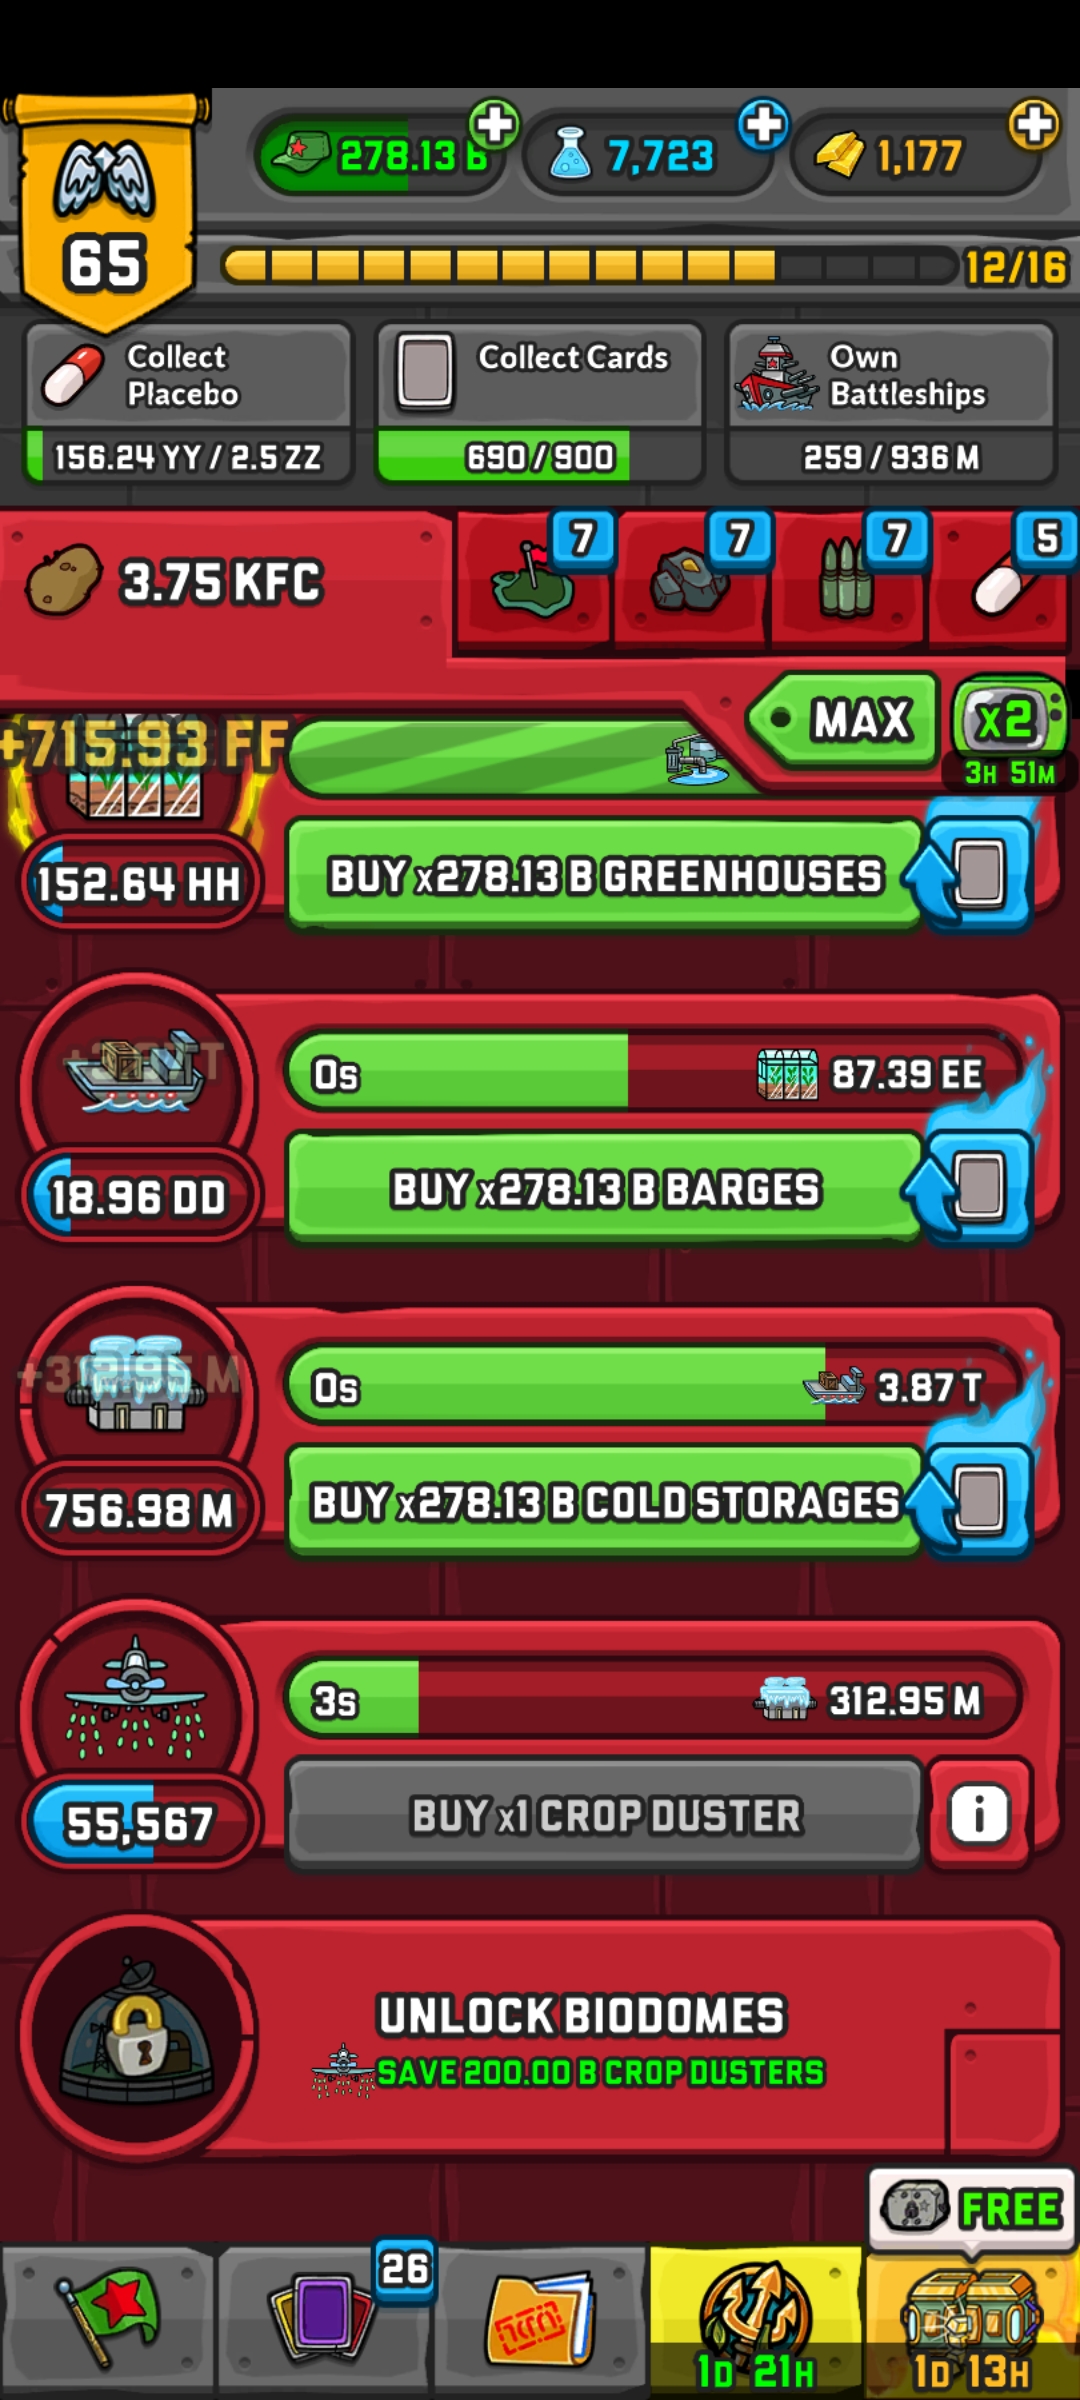 278.13 B
7,723
1,177
65
12/16
Collect
Placebo
156.24 YY / 2.5 ZZ
Collect Cards
690 / 900
Own
Battleships
259 / 936 M
3.75 KFC
7
7
7
5
MAX
x2
3H 51M
+715.93 FF
152.64 HH
BUY x278.13 B GREENHOUSES
0s
87.39 EE
18.96 DD
BUY x278.13 B BARGES
+312.95 M
0s
3.87 T
756.98 M
BUY x278.13 B COLD STORAGES
3s
312.95 M
55,567
BUY x1 CROP DUSTER
i
UNLOCK BIODOMES
SAVE 200.00 B CROP DUSTERS
FREE
26
1D 21H
1D 13H